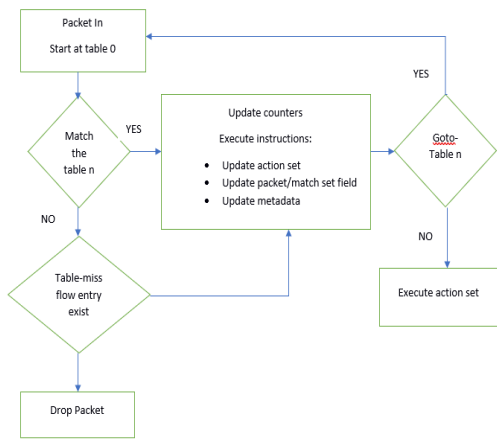 Packet In
Start at table 0
YES
Match
the
table n
YES
Update counters
Execute instructions:
• Update action set
• Update packet/match set field
• Update metadata
Goto-
Table n
NO
NO
Table-miss
flow entry
exist
Execute action set
Drop Packet